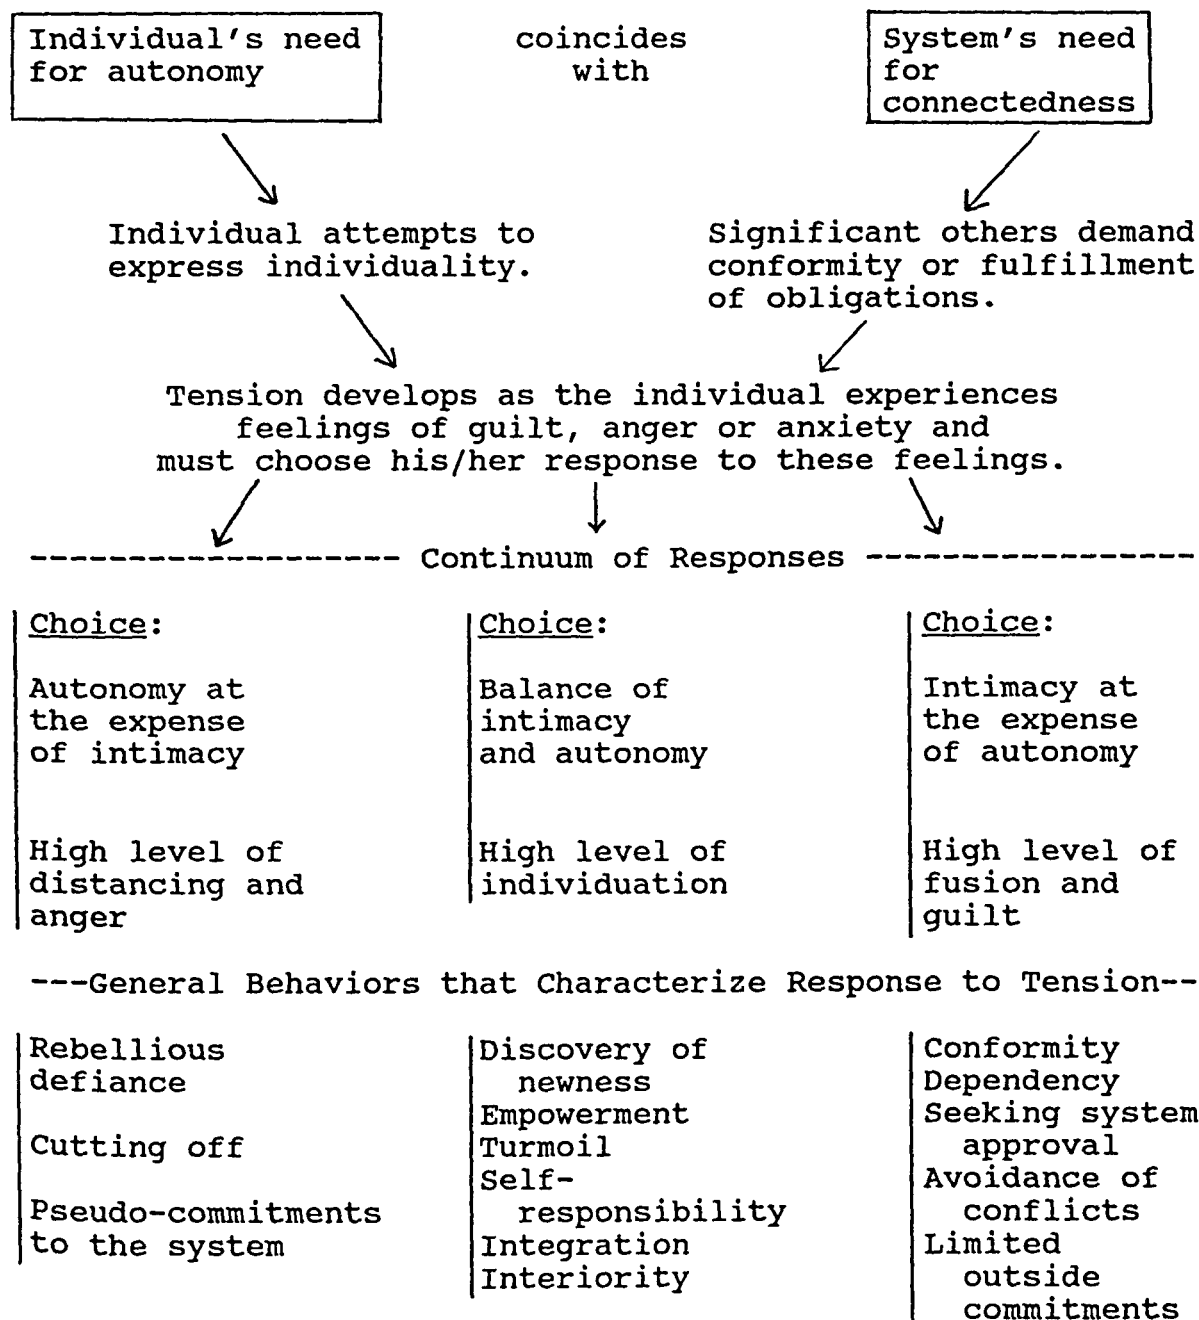 Individual's need
for autonomy
coincides
with
System's need
for
connectedness
Individual attempts to
express individuality.
Significant others demand
conformity or fulfillment
of obligations.
Tension develops as the individual experiences
feelings of guilt, anger or anxiety and
must choose his/her response to these feelings.
------------------ Continuum of Responses ----------------
Choice:
Autonomy at
the expense
of intimacy
High level of
distancing and
anger
Choice:
Balance of
intimacy
and autonomy
High level of
individuation
Choice:
Intimacy at
the expense
of autonomy
High level of
fusion and
guilt
---General Behaviors that Characterize Response to Tension--
Rebellious
defiance
Cutting off
Pseudo-commitments
to the system
Discovery of
newness
Empowerment
Turmoil
Self-
responsibility
Integration
Interiority
Conformity
Dependency
Seeking system
approval
Avoidance of
conflicts
Limited
outside
commitments